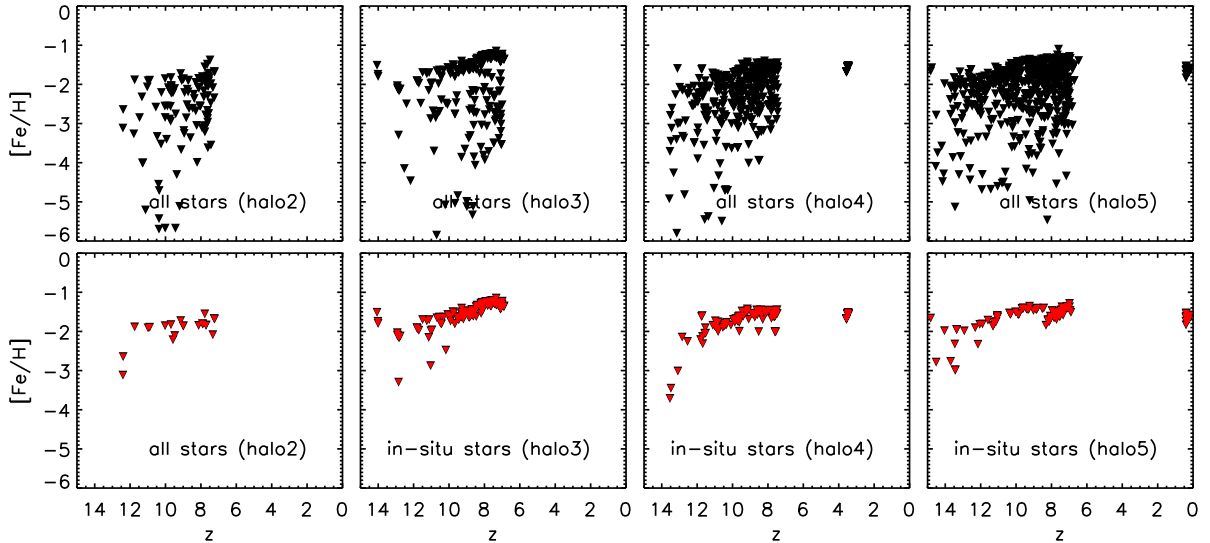 0
−1
−2
−3
−4
−5
−6
[Fe/H]
all stars (halo2)
all stars (halo3)
all stars (halo4)
all stars (halo5)
0
−1
−2
−3
−4
−5
−6
[Fe/H]
all stars (halo2)
in−situ stars (halo3)
in−situ stars (halo4)
in−situ stars (halo5)
14 12 10 8 6 4 2 0
14 12 10 8 6 4 2 0
14 12 10 8 6 4 2 0
14 12 10 8 6 4 2 0
z
z
z
z